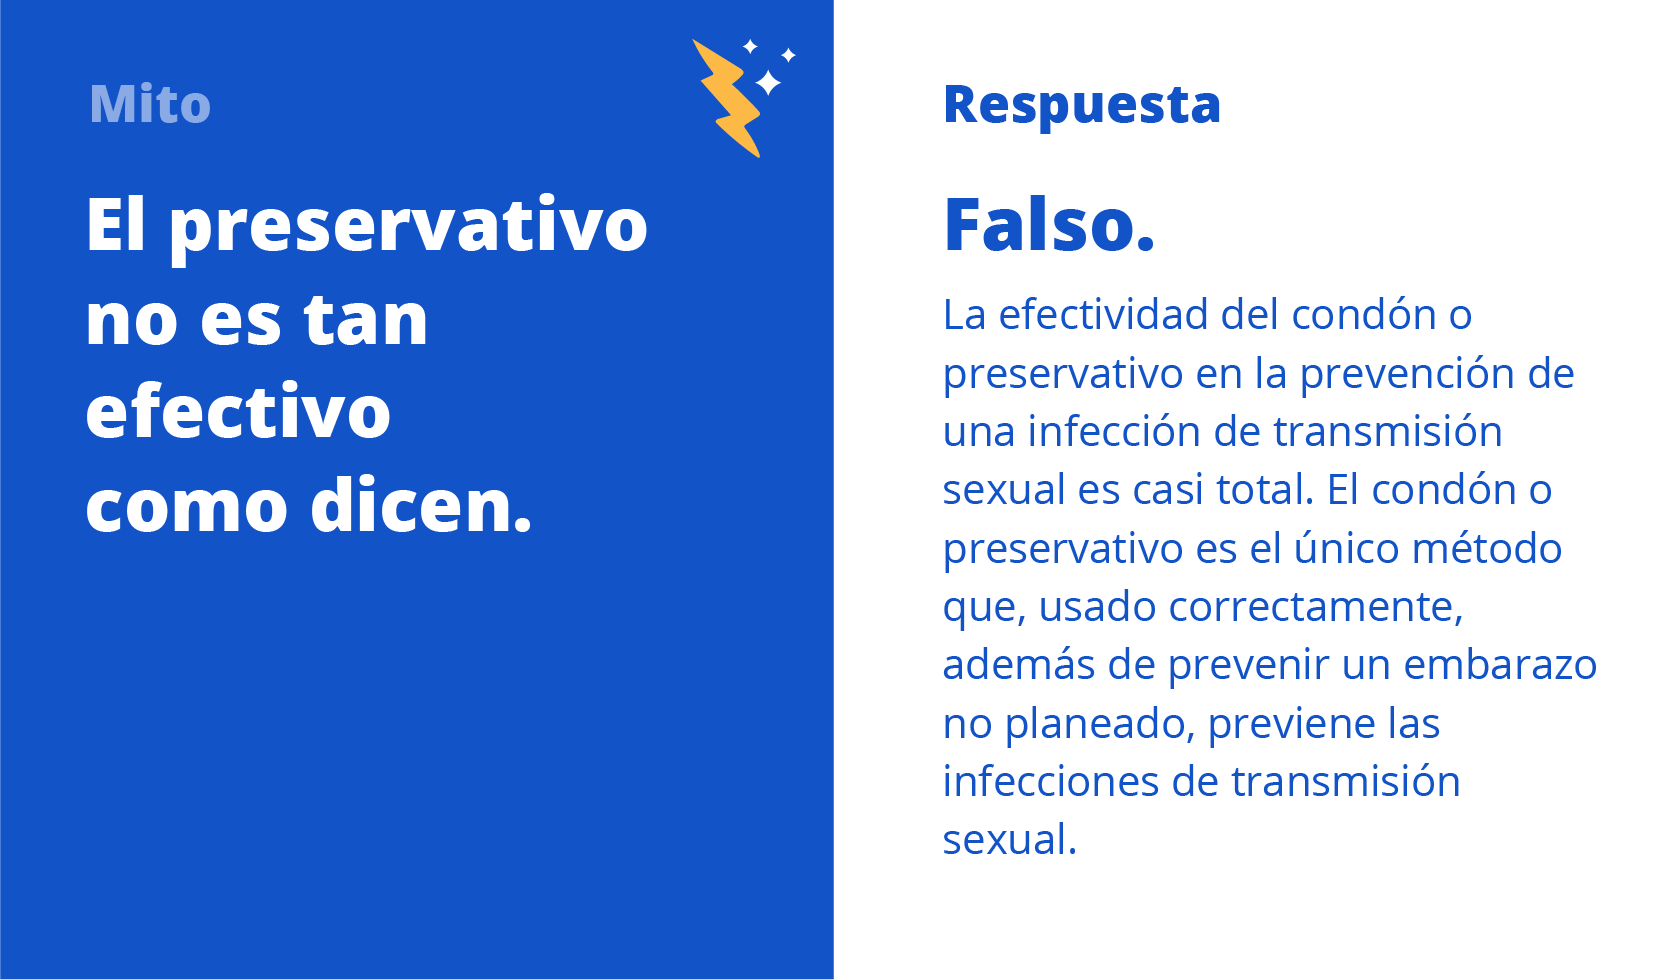 Mito
El preservativo
no es tan
efectivo
como dicen.
Respuesta
Falso.
La efectividad del condón o
preservativo en la prevención de
una infección de transmisión
sexual es casi total. El condón o
preservativo es el único método
que, usado correctamente,
además de prevenir un embarazo
no planeado, previene las
infecciones de transmisión
sexual.